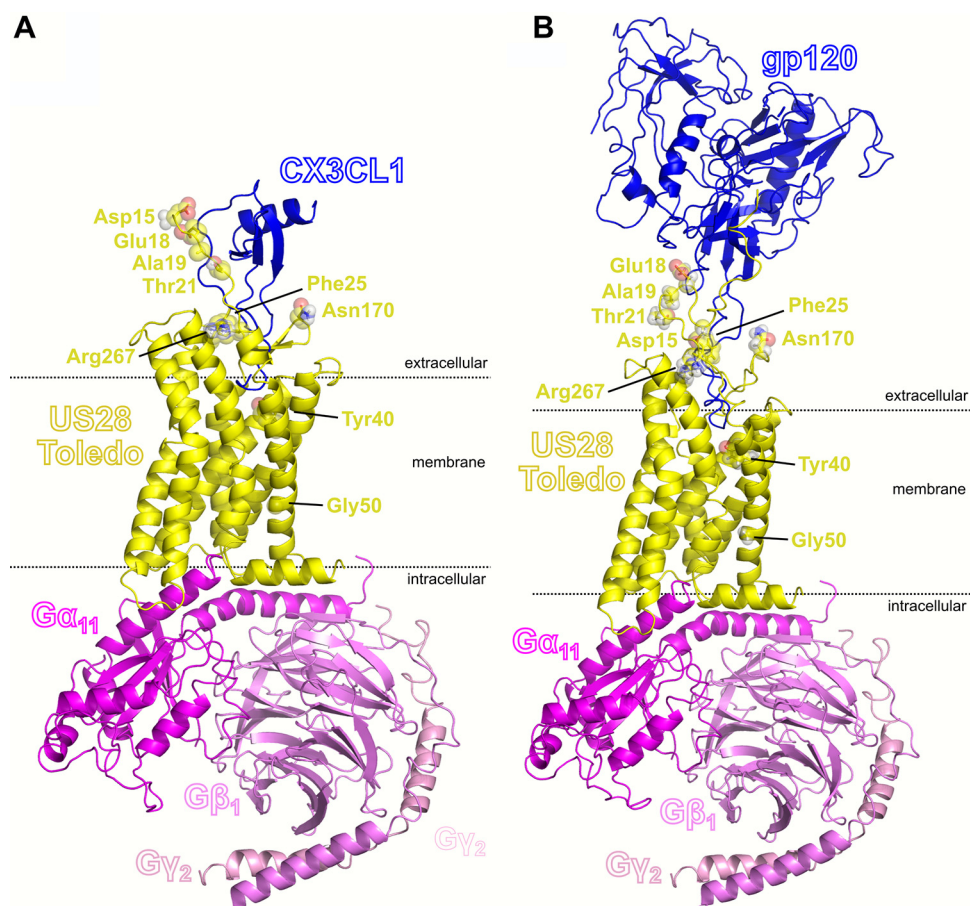 A
CX3CL1
Asp15
Glu18
Ala19
Thr21
Phe25
Asn170
Arg267
extracellular
US28
Toledo
Tyr40
membrane
Gly50
intracellular
Gα11
Gβ1
Gγ2
Gγ2
B
gp120
Glu18
Ala19
Thr21
Phe25
Asp15
Asn170
Arg267
extracellular
US28
Toledo
Tyr40
membrane
Gly50
intracellular
Gα11
Gβ1
Gγ2